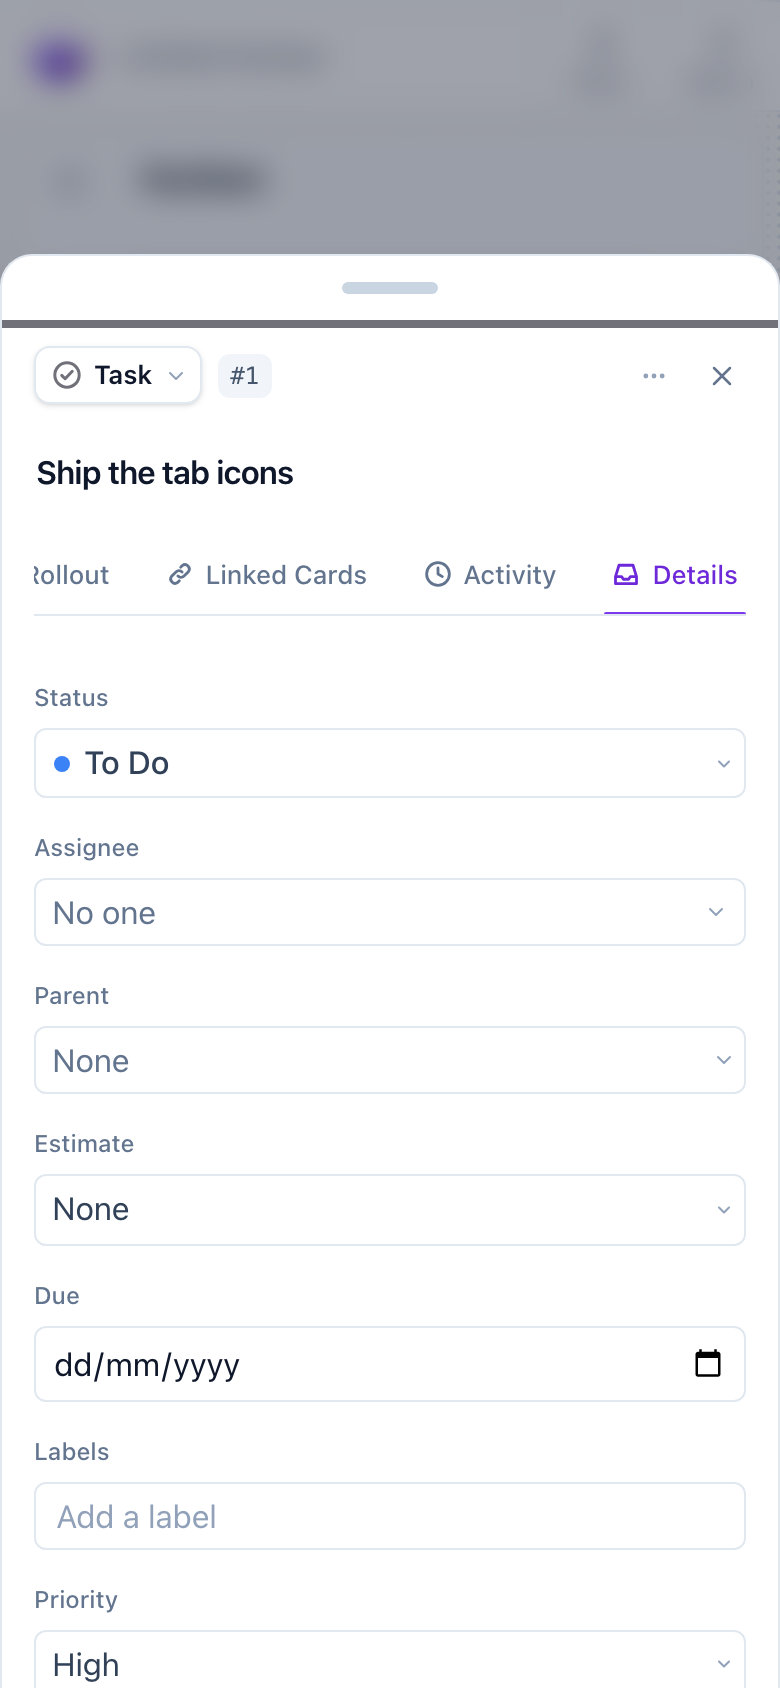 Task
#1
Ship the tab icons
Rollout Linked Cards Activity Details
Status
To Do
Assignee
No one
Parent
None
Estimate
None
Due
dd/mm/yyyy
Labels
Add a label
Priority
High